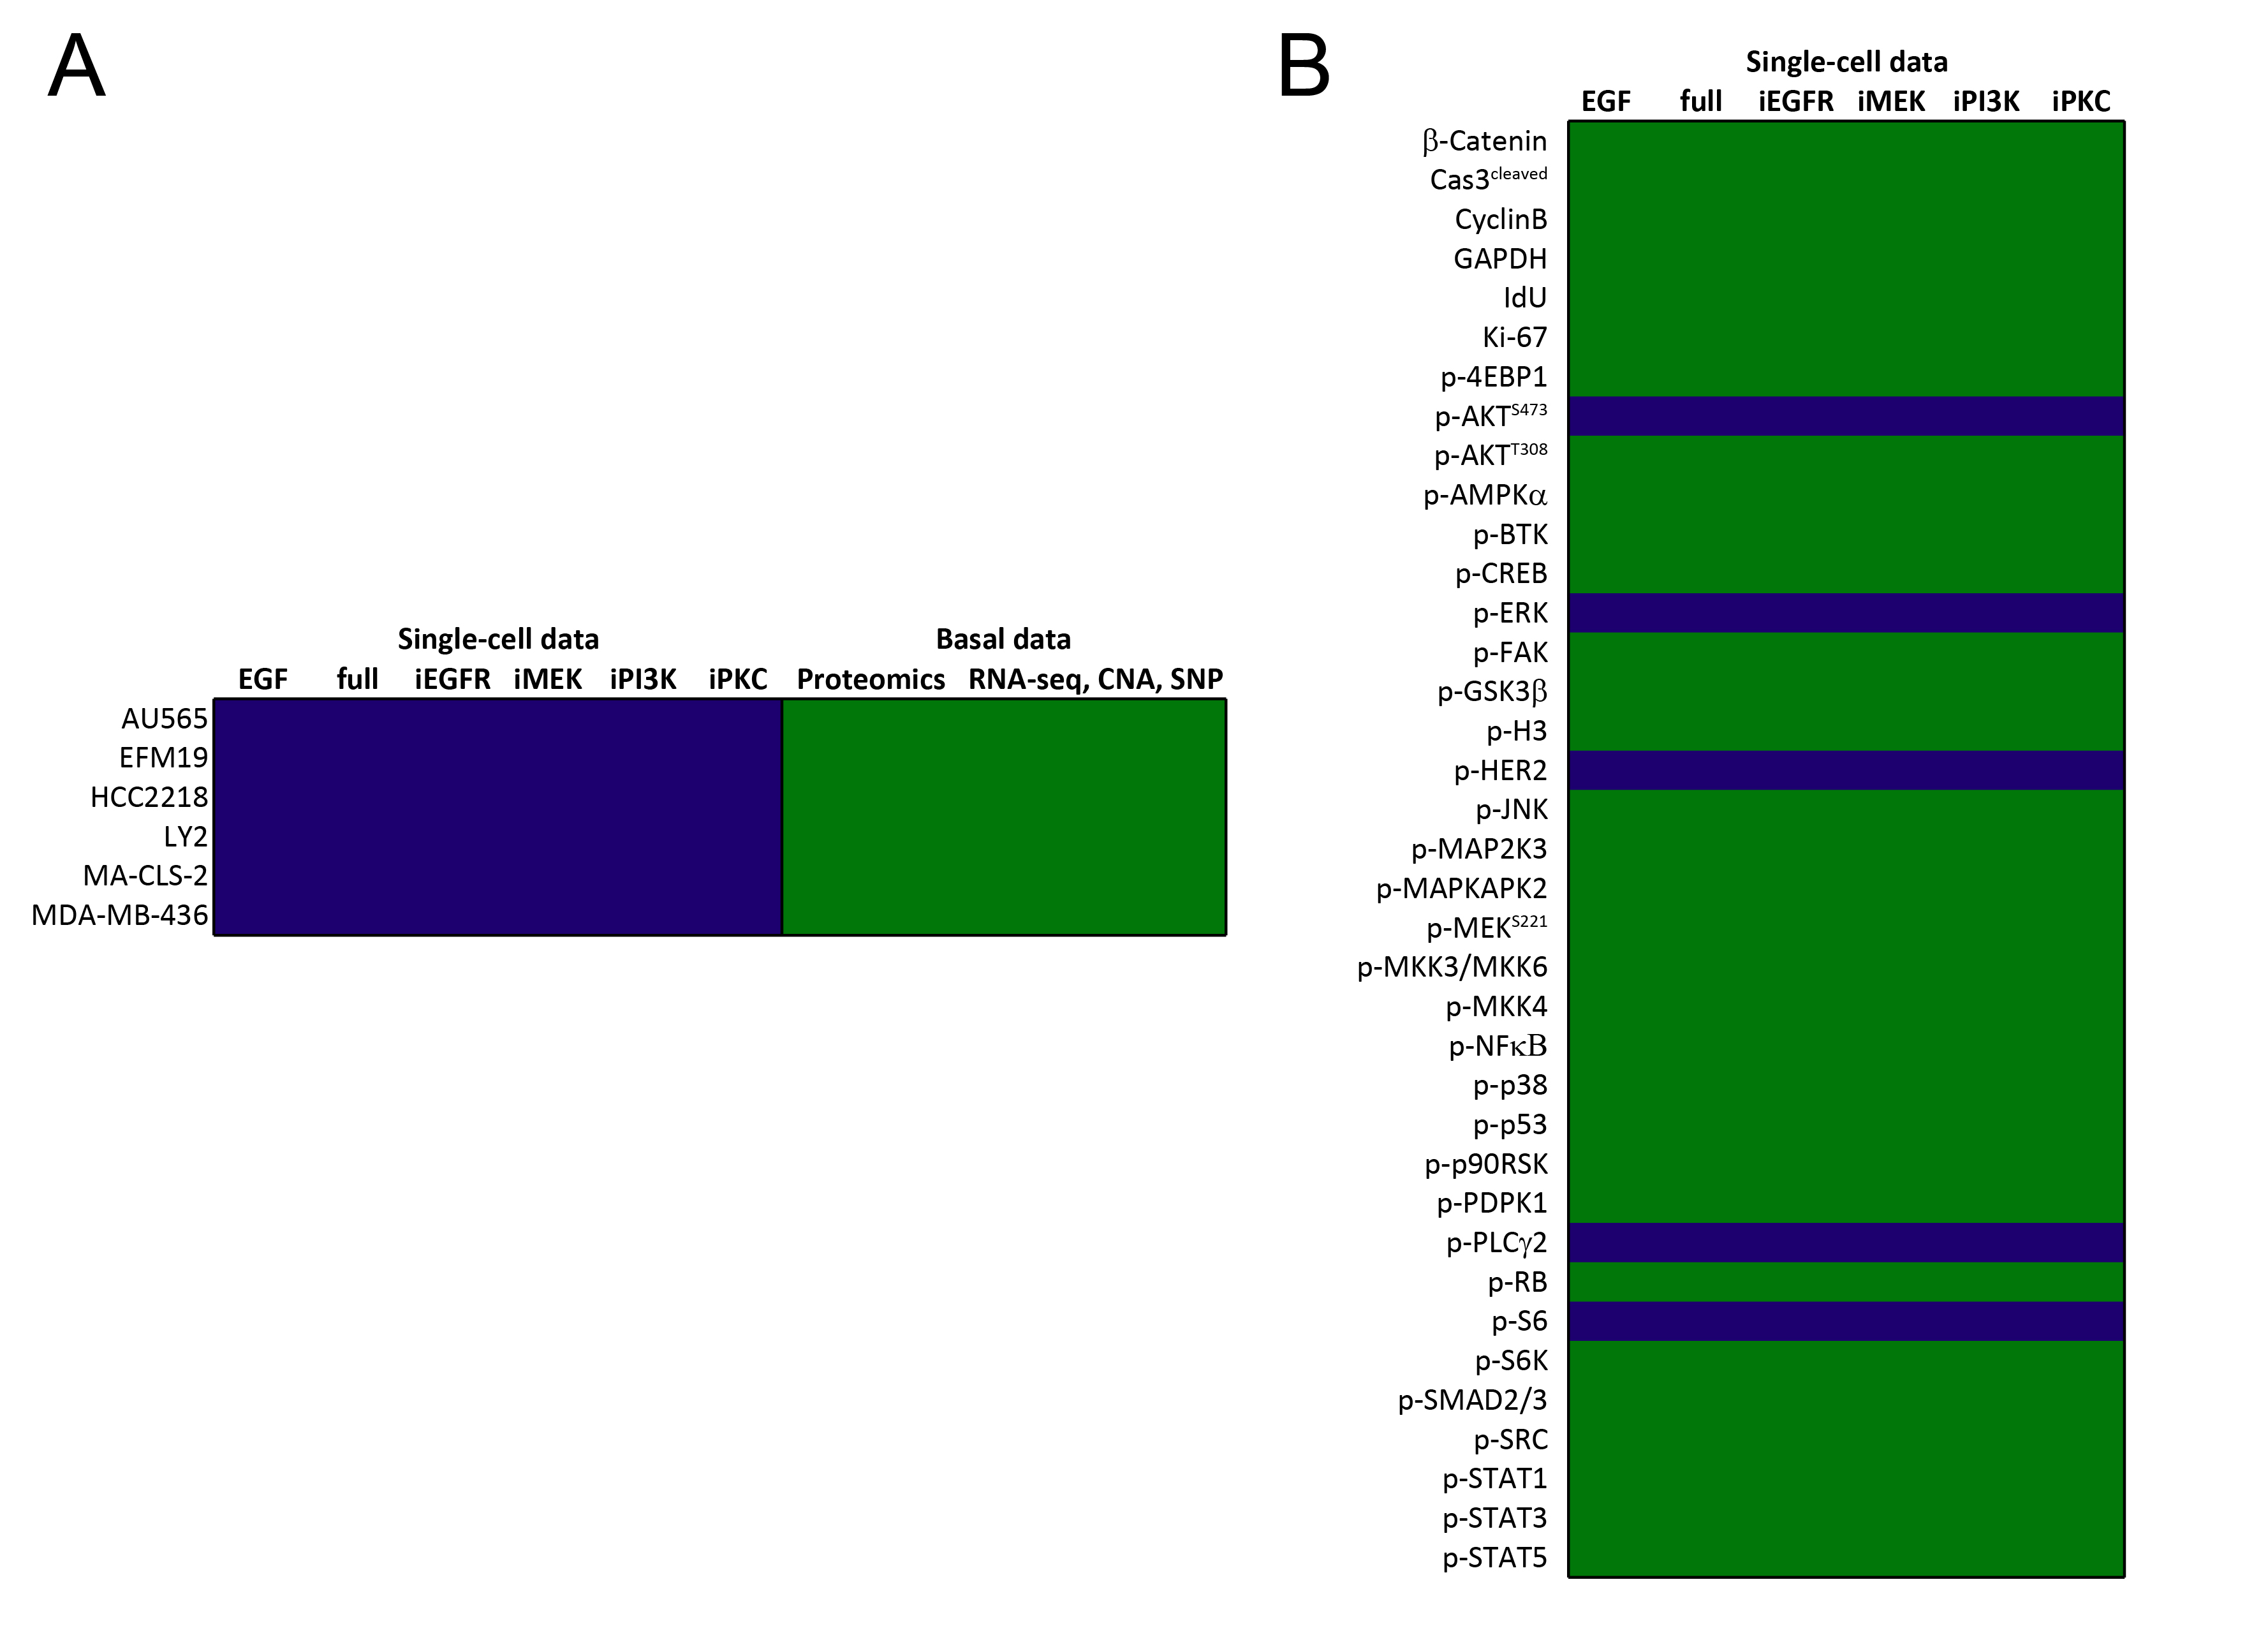 A
Single-cell data Basal data
EGF full iEGFR iMEK iPI3K iPKC Proteomics RNA-seq, CNA, SNP
AU565
EFM19
HCC2218
LY2
MA-CLS-2
MDA-MB-436
B
Single-cell data
EGF full iEGFR iMEK iPI3K iPKC
β-Catenin
Cas3cleaved
CyclinB
GAPDH
IdU
Ki-67
p-4EBP1
p-AKTS473
p-AKTT308
p-AMPKα
p-BTK
p-CREB
p-ERK
p-FAK
p-GSK3β
p-H3
p-HER2
p-JNK
p-MAP2K3
p-MAPKAPK2
p-MEKS221
p-MKK3/MKK6
p-MKK4
p-NFκB
p-p38
p-p53
p-p90RSK
p-PDPK1
p-PLCγ2
p-RB
p-S6
p-S6K
p-SMAD2/3
p-SRC
p-STAT1
p-STAT3
p-STAT5